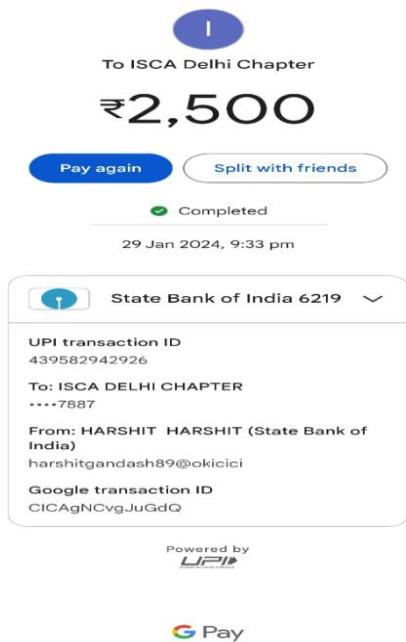 I
To ISCA Delhi Chapter
₹2,500
Pay again
Split with friends
Completed
29 Jan 2024, 9:33 pm
State Bank of India 6219
UPI transaction ID
439582942926
To: ISCA DELHI CHAPTER
••••7887
From: HARSHIT HARSHIT (State Bank of
India)
harshitgandash89@okicici
Google transaction ID
CICAgNCvgJuGdQ
Powered by
UPI
G Pay